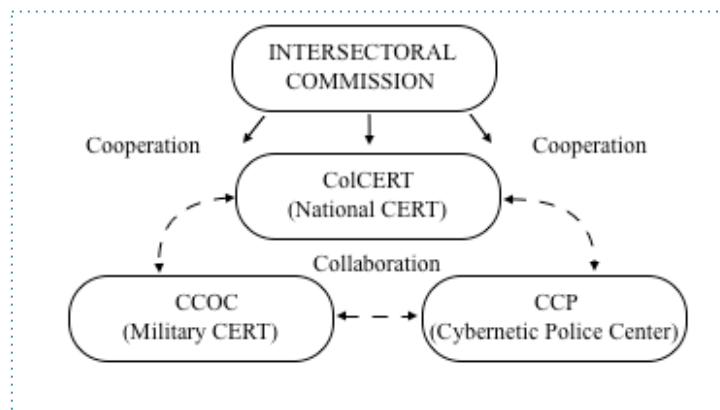 INTERSECTORAL
COMMISSION
Cooperation
Cooperation
ColCERT
(National CERT)
Collaboration
CCOC
(Military CERT)
CCP
(Cybernetic Police Center)